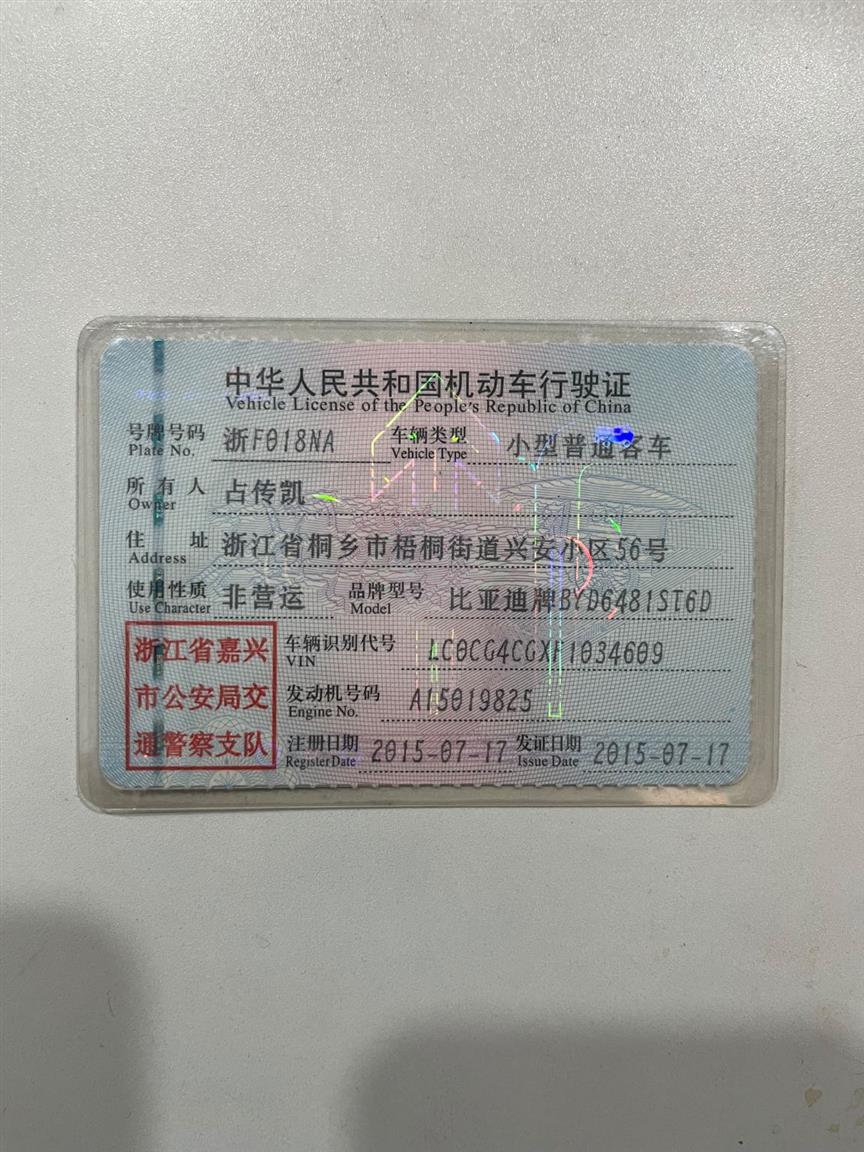 中华人民共和国机动车行驶证
Vehicle License of the People's Republic of China
号牌号码 浙F018NA 车辆类型 小型普通客车
Plate No. Vehicle Type
所有人 占传凯
Owner
住址 浙江省桐乡市梧桐街道兴安小区56号
Address
使用性质 非营运 品牌型号 比亚迪牌BYD6481ST6D
Use Character Model
浙江省嘉兴
市公安局交
通警察支队
车辆识别代号 LC0CG4CGXF1034609
VIN
发动机号码 A15019825
Engine No.
注册日期 2015-07-17 发证日期 2015-07-17
Register Date Issue Date